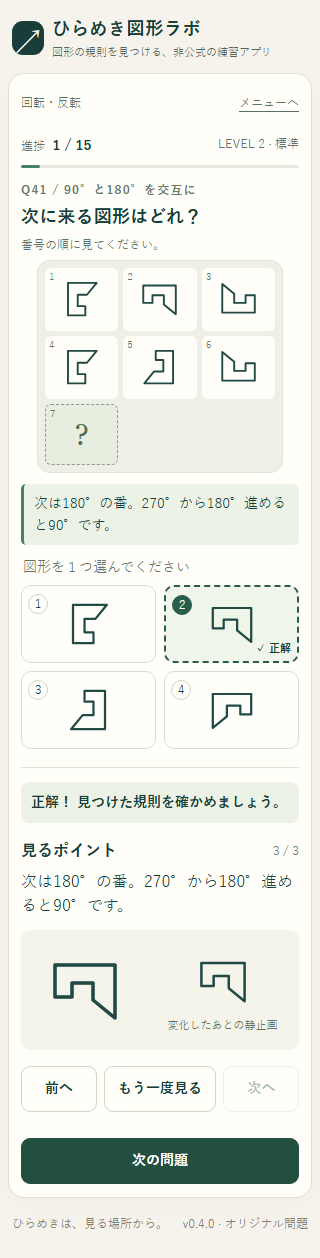 ひらめき図形ラボ
図形の規則を見つける、非公式の練習アプリ
回転・反転
メニューへ
進捗 1 / 15
LEVEL 2・標準
Q41 / 90°と180°を交互に
次に来る図形はどれ？
番号の順に見てください。
1
2
3
4
5
6
7
?
次は180°の番。270°から180°進める
と90°です。
図形を1つ選んでください
1
2
✓ 正解
3
4
正解！ 見つけた規則を確かめましょう。
見るポイント
3 / 3
次は180°の番。270°から180°進め
ると90°です。
変化したあとの静止画
前へ
もう一度見る
次へ
次の問題
ひらめきは、見る場所から。
v0.4.0・オリジナル問題